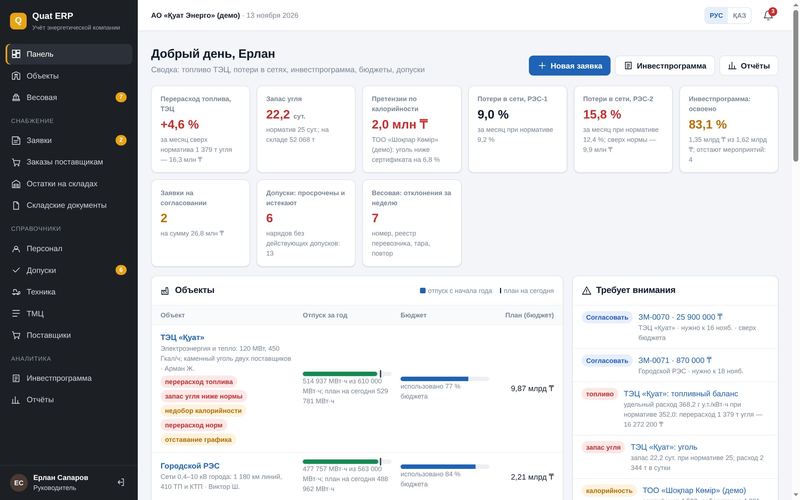 Q
Quat ERP
Учёт энергетической компании
Панель
Объекты
Весовая 7
СНАБЖЕНИЕ
Заявки 2
Заказы поставщикам
Остатки на складах
Складские документы
СПРАВОЧНИКИ
Персонал
Допуски 6
Техника
ТМЦ
Поставщики
АНАЛИТИКА
Инвестпрограмма
Отчёты
ЕС
Ерлан Сапаров
Руководитель
АО «Қуат Энерго» (демо) · 13 ноября 2026
РУС ҚАЗ
3
Добрый день, Ерлан
Сводка: топливо ТЭЦ, потери в сетях, инвестпрограмма, бюджеты, допуски
Новая заявка
Инвестпрограмма
Отчёты
Перерасход топлива, ТЭЦ
+4,6 %
за месяц сверх норматива 1 379 т угля — 16,3 млн ₸
Запас угля
22,2 сут.
норматив 25 сут.; на складе 52 068 т
Претензии по калорийности
2,0 млн ₸
ТОО «Шоқпар Көмір» (демо): уголь ниже сертификата на 6,8 %
Потери в сети, РЭС-1
9,0 %
за месяц при нормативе 9,2 %
Потери в сети, РЭС-2
15,8 %
за месяц при нормативе 12,4 %; сверх нормы — 9,9 млн ₸
Инвестпрограмма: освоено
83,1 %
1,35 млрд ₸ из 1,62 млрд ₸; отстают мероприятий: 4
Заявки на согласовании
2
на сумму 26,8 млн ₸
Допуски: просрочены и истекают
6
нарядов без действующих допусков: 13
Весовая: отклонения за неделю
7
номер, реестр перевозчика, тара, повтор
Объекты
отпуск с начала года план на сегодня
Объект Отпуск за год Бюджет План (бюджет)
ТЭЦ «Қуат»
Электроэнергия и тепло: 120 МВт, 450 Гкал/ч; каменный уголь двух поставщиков · Арман Ж.
перерасход топлива
запас угля ниже нормы
недобор калорийности
перерасход норм
отставание графика
514 937 МВт·ч из 610 000 МВт·ч; план на сегодня 529 781 МВт·ч
использовано 77 % бюджета
9,87 млрд ₸
Городской РЭС
Сети 0,4–10 кВ города: 1 180 км линий, 410 ТП и КТП · Виктор Ш.
477 757 МВт·ч из 563 000 МВт·ч; план на сегодня 488 962 МВт·ч
использовано 84 % бюджета
2,21 млрд ₸
Требует внимания
Согласовать ЗМ-0070 · 25 900 000 ₸
ТЭЦ «Қуат» · нужно к 16 нояб. · сверх бюджета
Согласовать ЗМ-0071 · 870 000 ₸
Городской РЭС · нужно к 18 нояб.
топливо ТЭЦ «Қуат»: топливный баланс
удельный расход 368,2 г у.т./кВт·ч при нормативе 352,0: перерасход 1 379 т угля — 16 272 200 ₸
запас угля ТЭЦ «Қуат»: уголь
запас 22,2 сут. при нормативе 25; расход 2 344 т в сутки
калорийность ТОО «Шоқпар Көмір» (демо)